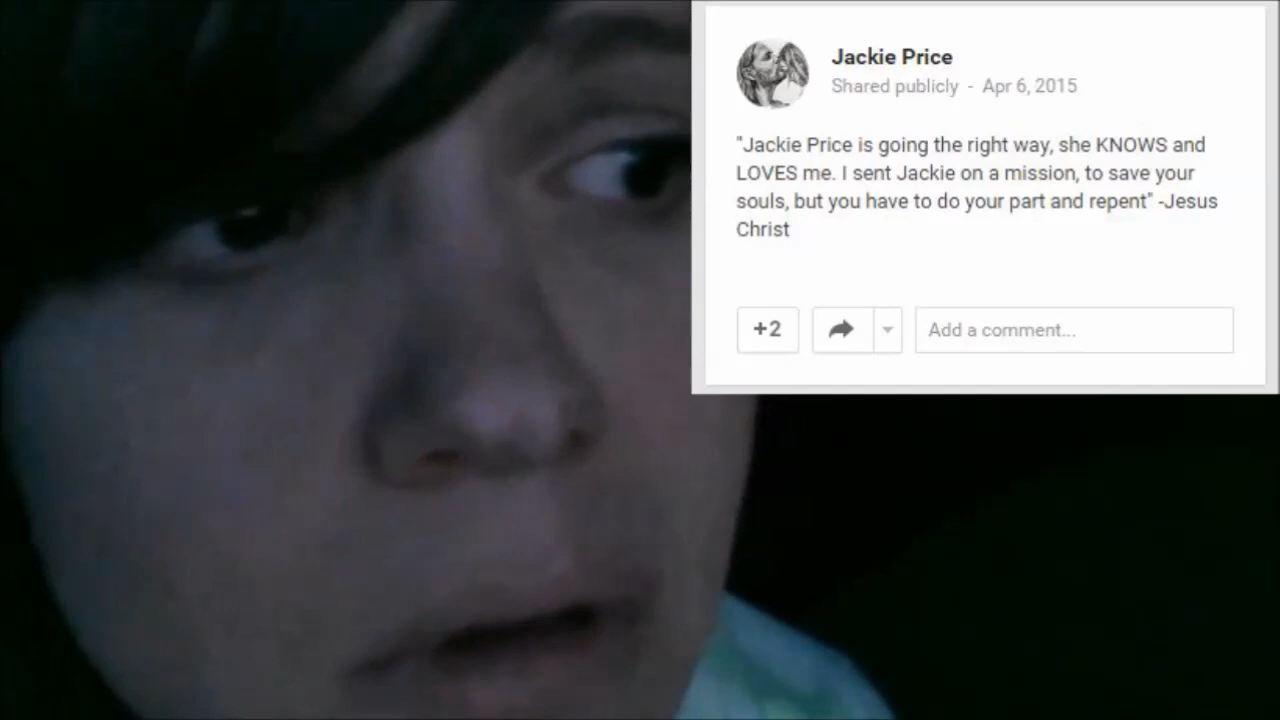 Jackie Price
Shared publicly - Apr 6, 2015
"Jackie Price is going the right way, she KNOWS and
LOVES me. I sent Jackie on a mission, to save your
souls, but you have to do your part and repent" -Jesus
Christ
+2
Add a comment...